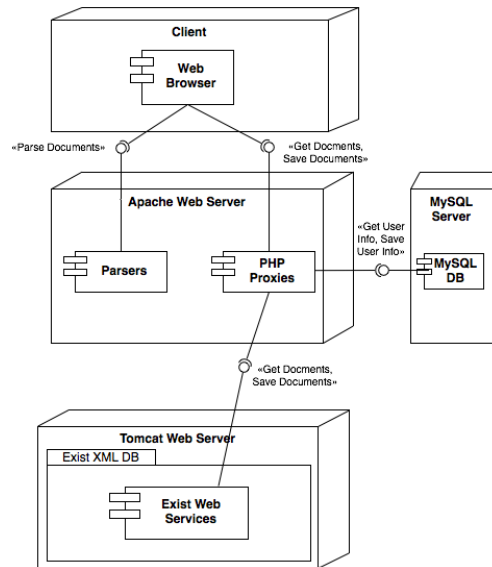 Client
Web
Browser
«Parse Documents»
«Get Docments,
Save Documents»
Apache Web Server
MySQL
Server
«Get User
Info, Save
User Info»
Parsers
PHP
Proxies
MySQL
DB
«Get Docments,
Save Documents»
Tomcat Web Server
Exist XML DB
Exist Web
Services